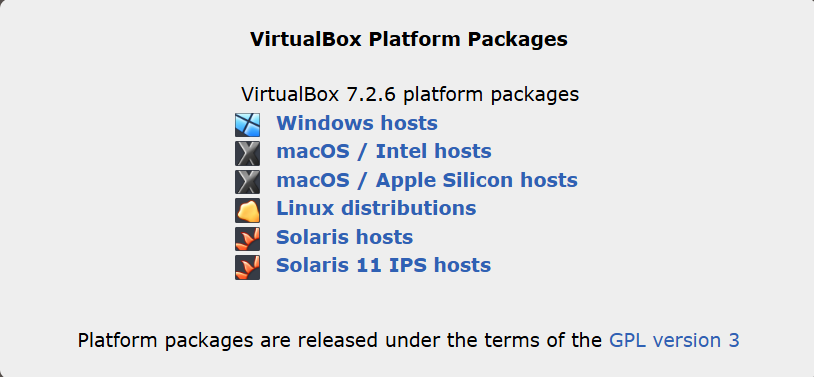 VirtualBox Platform Packages
VirtualBox 7.2.6 platform packages
Windows hosts
macOS / Intel hosts
macOS / Apple Silicon hosts
Linux distributions
Solaris hosts
Solaris 11 IPS hosts
Platform packages are released under the terms of the GPL version 3